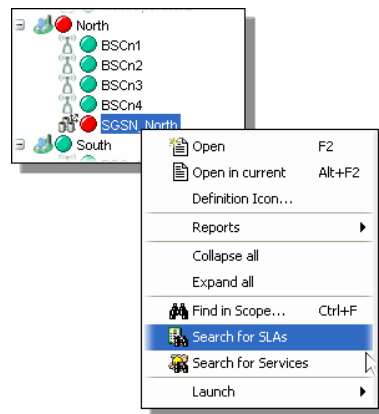 North
BSCn1
BSCn2
BSCn3
BSCn4
SGSN_North
South
Open F2
Open in current Alt+F2
Definition Icon...
Reports
Collapse all
Expand all
Find in Scope... Ctrl+F
Search for SLAs
Search for Services
Launch